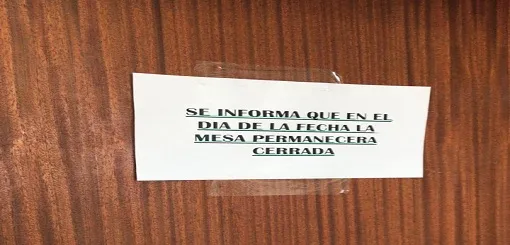 SE INFORMA QUE EN EL
DIA DE LA FECHA LA
MESA PERMANECERA
CERRADA